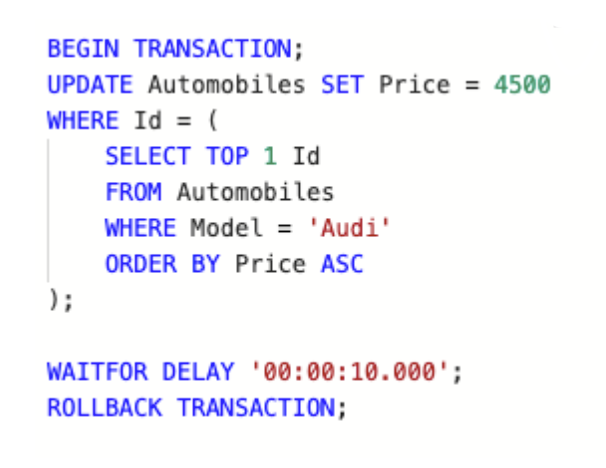 BEGIN TRANSACTION;
UPDATE Automobiles SET Price = 4500
WHERE Id = (
    SELECT TOP 1 Id
    FROM Automobiles
    WHERE Model = 'Audi'
    ORDER BY Price ASC
);

WAITFOR DELAY '00:00:10.000';
ROLLBACK TRANSACTION;